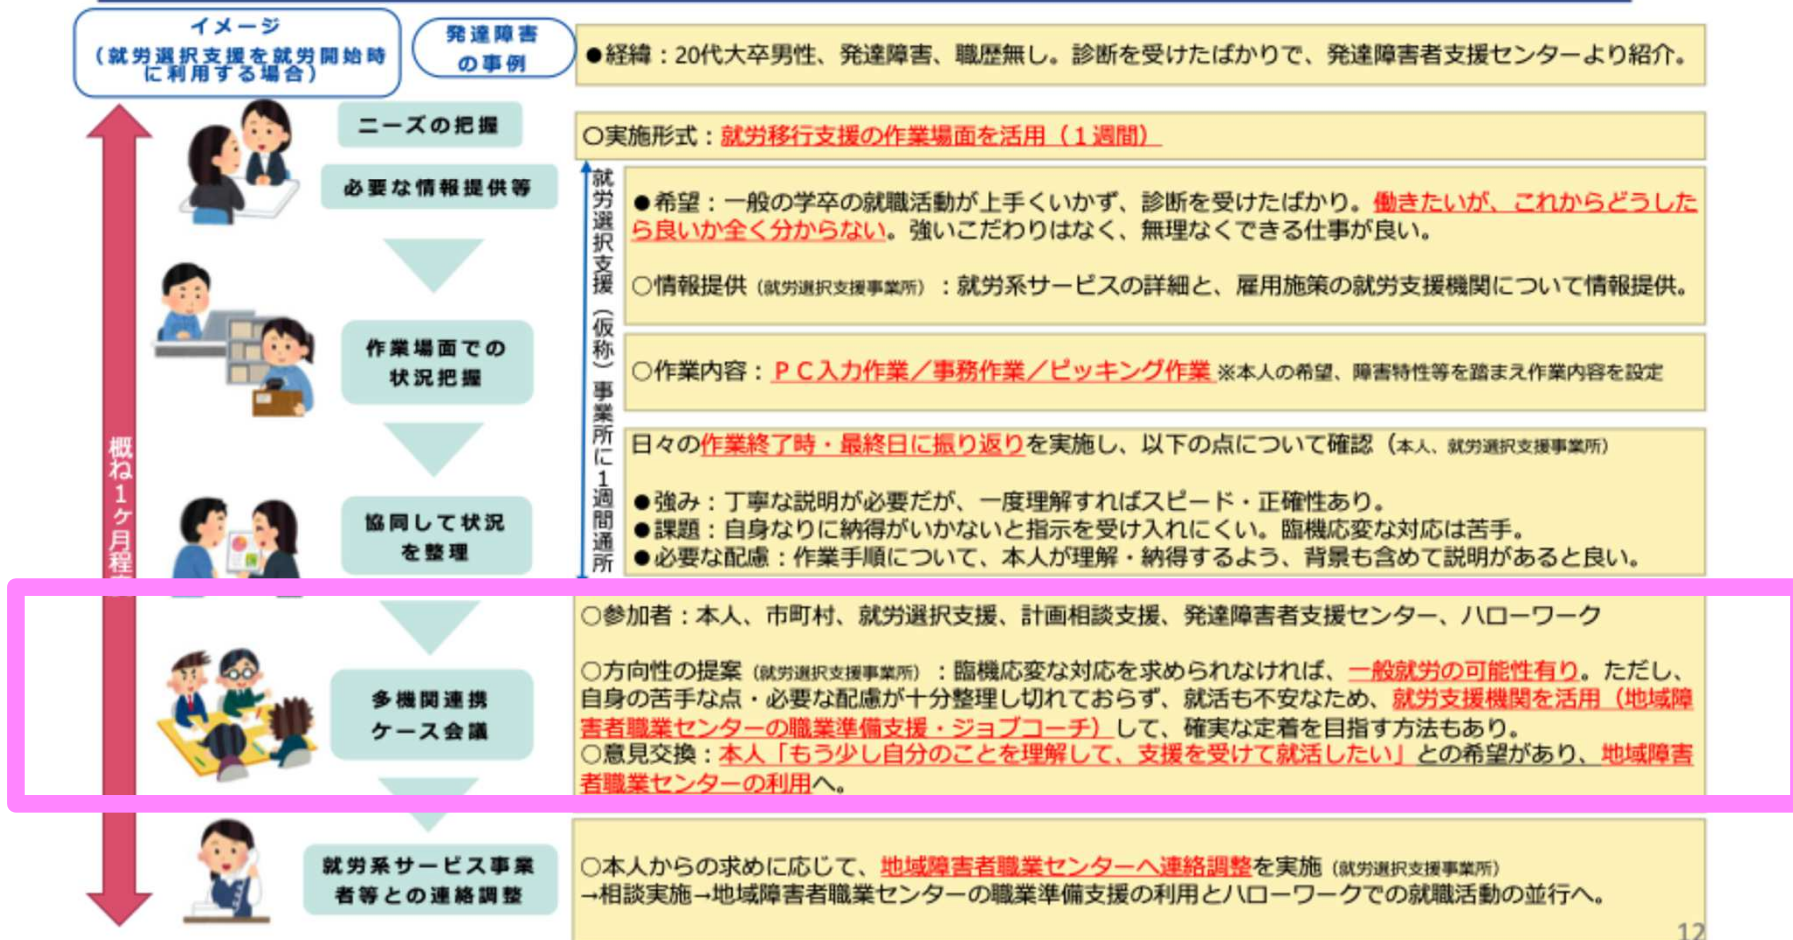 イメージ
(就労選択支援を就労開始時
に利用する場合)
発達障害
の事例
●経緯：20代大卒男性、発達障害、職歴無し。診断を受けたばかりで、発達障害者支援センターより紹介。
概ね1ケ月程
ニーズの把握
必要な情報提供等
○実施形式：就労移行支援の作業場面を活用（１週間）
就労選択支援（仮称）事業所に1週間通所
●希望：一般の学卒の就職活動が上手くいかず、診断を受けたばかり。働きたいが、これからどうした
ら良いか全く分からない。強いこだわりはなく、無理なくできる仕事が良い。
○情報提供（就労選択支援事業所）：就労系サービスの詳細と、雇用施策の就労支援機関について情報提供。
作業場面での
状況把握
○作業内容：ＰＣ入力作業／事務作業／ピッキング作業 ※本人の希望、障害特性等を踏まえ作業内容を設定
協同して状況
を整理
日々の作業終了時・最終日に振り返りを実施し、以下の点について確認（本人、就労選択支援事業所）
●強み：丁寧な説明が必要だが、一度理解すればスピード・正確性あり。
●課題：自身なりに納得がいかないと指示を受け入れにくい。臨機応変な対応は苦手。
●必要な配慮：作業手順について、本人が理解・納得するよう、背景も含めて説明があると良い。
多機関連携
ケース会議
○参加者：本人、市町村、就労選択支援、計画相談支援、発達障害者支援センター、ハローワーク
○方向性の提案（就労選択支援事業所）：臨機応変な対応を求められなければ、一般就労の可能性有り。ただし、
自身の苦手な点・必要な配慮が十分整理し切れておらず、就活も不安なため、就労支援機関を活用（地域障
害者職業センターの職業準備支援・ジョブコーチ）して、確実な定着を目指す方法もあり。
○意見交換：本人「もう少し自分のことを理解して、支援を受けて就活したい」との希望があり、地域障害
者職業センターの利用へ。
就労系サービス事業
者等との連絡調整
○本人からの求めに応じて、地域障害者職業センターへ連絡調整を実施（就労選択支援事業所）
→相談実施→地域障害者職業センターの職業準備支援の利用とハローワークでの就職活動の並行へ。
12